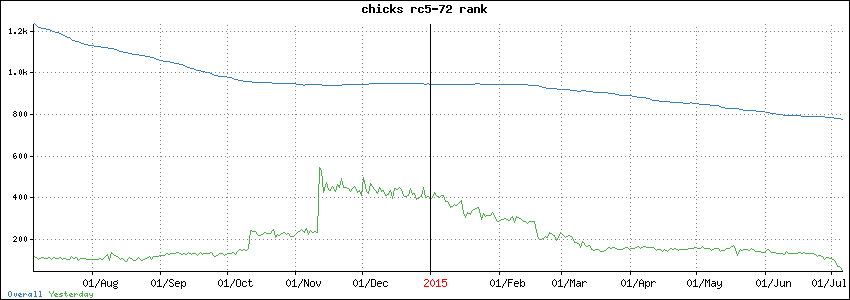 chicks rc5-72 rank
1.2k
1.0k
800
600
400
200
01/Aug 01/Sep 01/Oct 01/Nov 01/Dec 2015 01/Feb 01/Mar 01/Apr 01/May 01/Jun 01/Jul
Overall Yesterday